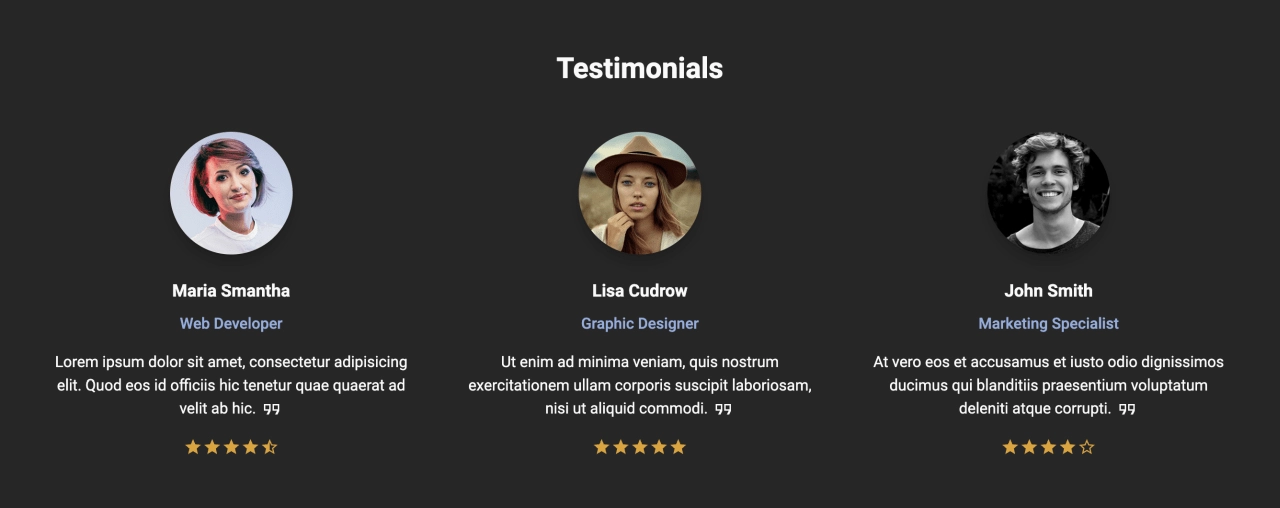 Testimonials
Maria Smantha
Web Developer
Lorem ipsum dolor sit amet, consectetur adipisicing
elit. Quod eos id officiis hic tenetur quae quaerat ad
velit ab hic. ”
Lisa Cudrow
Graphic Designer
Ut enim ad minima veniam, quis nostrum
exercitationem ullam corporis suscipit laboriosam,
nisi ut aliquid commodi. ”
John Smith
Marketing Specialist
At vero eos et accusamus et iusto odio dignissimos
ducimus qui blanditiis praesentium voluptatum
deleniti atque corrupti. ”